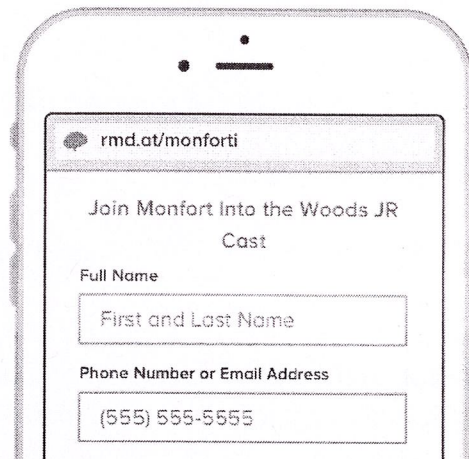 rmd.at/monforti
Join Monfort Into the Woods JR
Cast
Full Name
First and Last Name
Phone Number or Email Address
(555) 555-5555